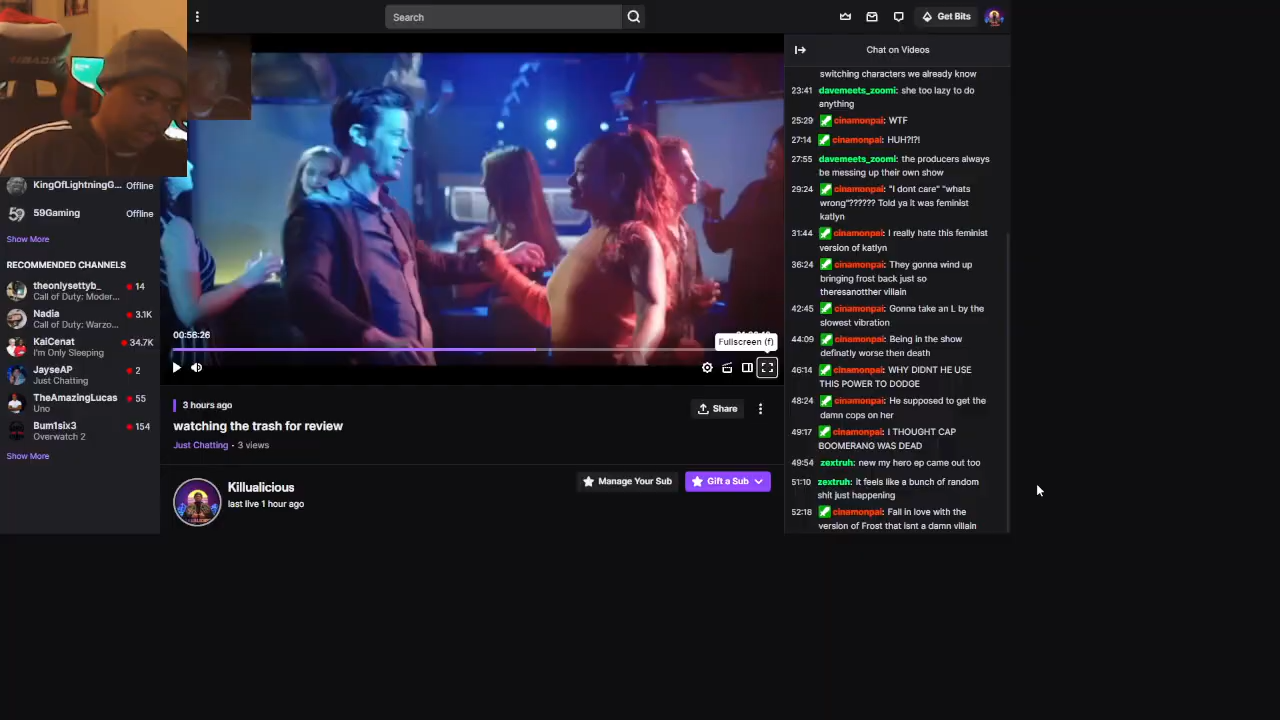 Search
Get Bits
KingOfLightningG... Offline
59Gaming Offline
Show More
RECOMMENDED CHANNELS
theonlysettyb_ 14
Call of Duty: Moder...
Nadia 3.1K
Call of Duty: Warzo...
KaiCenat 34.7K
I'm Only Sleeping
JayseAP 2
Just Chatting
TheAmazingLucas 55
Uno
Bum1six3 154
Overwatch 2
Show More
00:56:26
Fullscreen (f)
3 hours ago
Share
watching the trash for review
Just Chatting • 3 views
Killualicious
last live 1 hour ago
Manage Your Sub
Gift a Sub
Chat on Videos
switching characters we already know
23:41 davemeets_zoomi: she too lazy to do
anything
25:29 cinamonpai: WTF
27:14 cinamonpai: HUH?!?!
27:55 davemeets_zoomi: the producers always
be messing up their own show
29:24 cinamonpai: "I dont care" "whats
wrong"?????? Told ya it was feminist
katlyn
31:44 cinamonpai: I really hate this feminist
version of katlyn
36:24 cinamonpai: They gonna wind up
bringing frost back just so
theresanotther villain
42:45 cinamonpai: Gonna take an L by the
slowest vibration
44:09 cinamonpai: Being in the show
definatly worse then death
46:14 cinamonpai: WHY DIDNT HE USE
THIS POWER TO DODGE
48:24 cinamonpai: He supposed to get the
damn cops on her
49:17 cinamonpai: I THOUGHT CAP
BOOMERANG WAS DEAD
49:54 zextruh: new my hero ep came out too
51:10 zextruh: it feels like a bunch of random
shit just happening
52:18 cinamonpai: Fall in love with the
version of Frost that isnt a damn villain